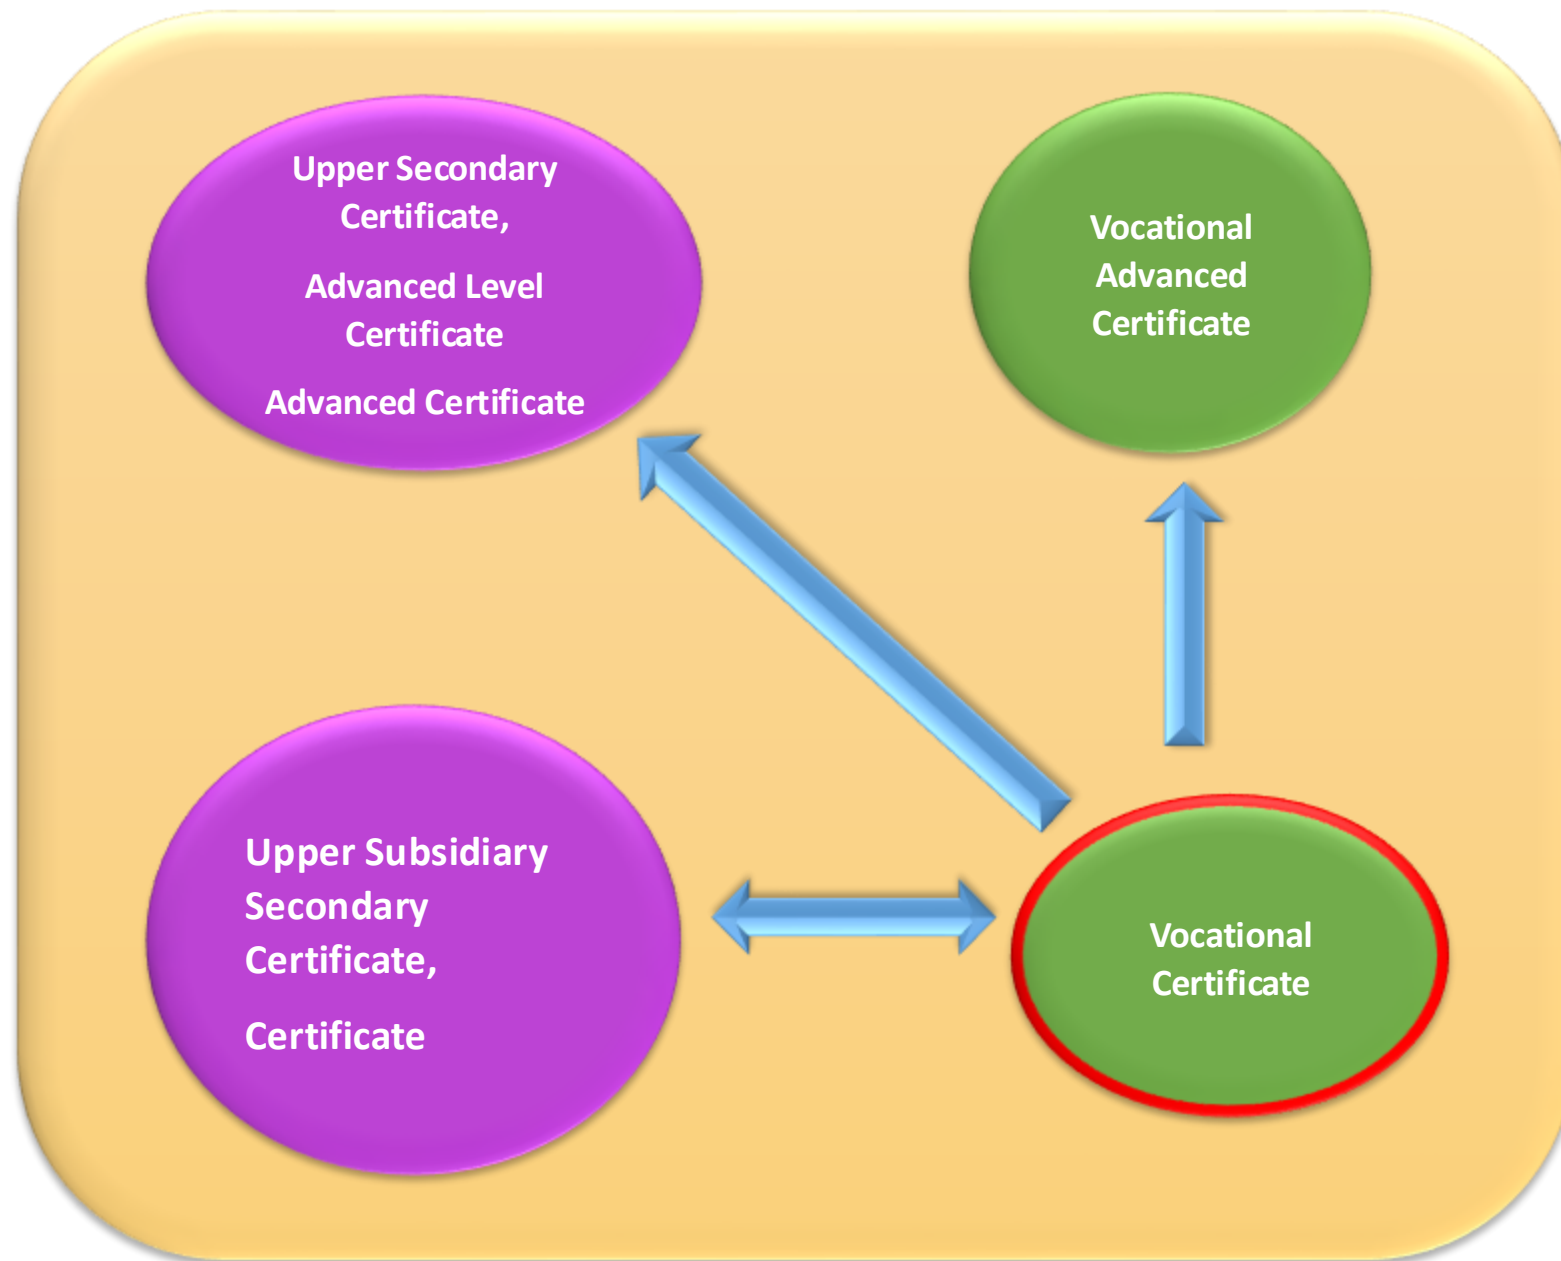 Upper Secondary
Certificate,
Advanced Level
Certificate
Advanced Certificate
Vocational
Advanced
Certificate
Upper Subsidiary
Secondary
Certificate,
Certificate
Vocational
Certificate